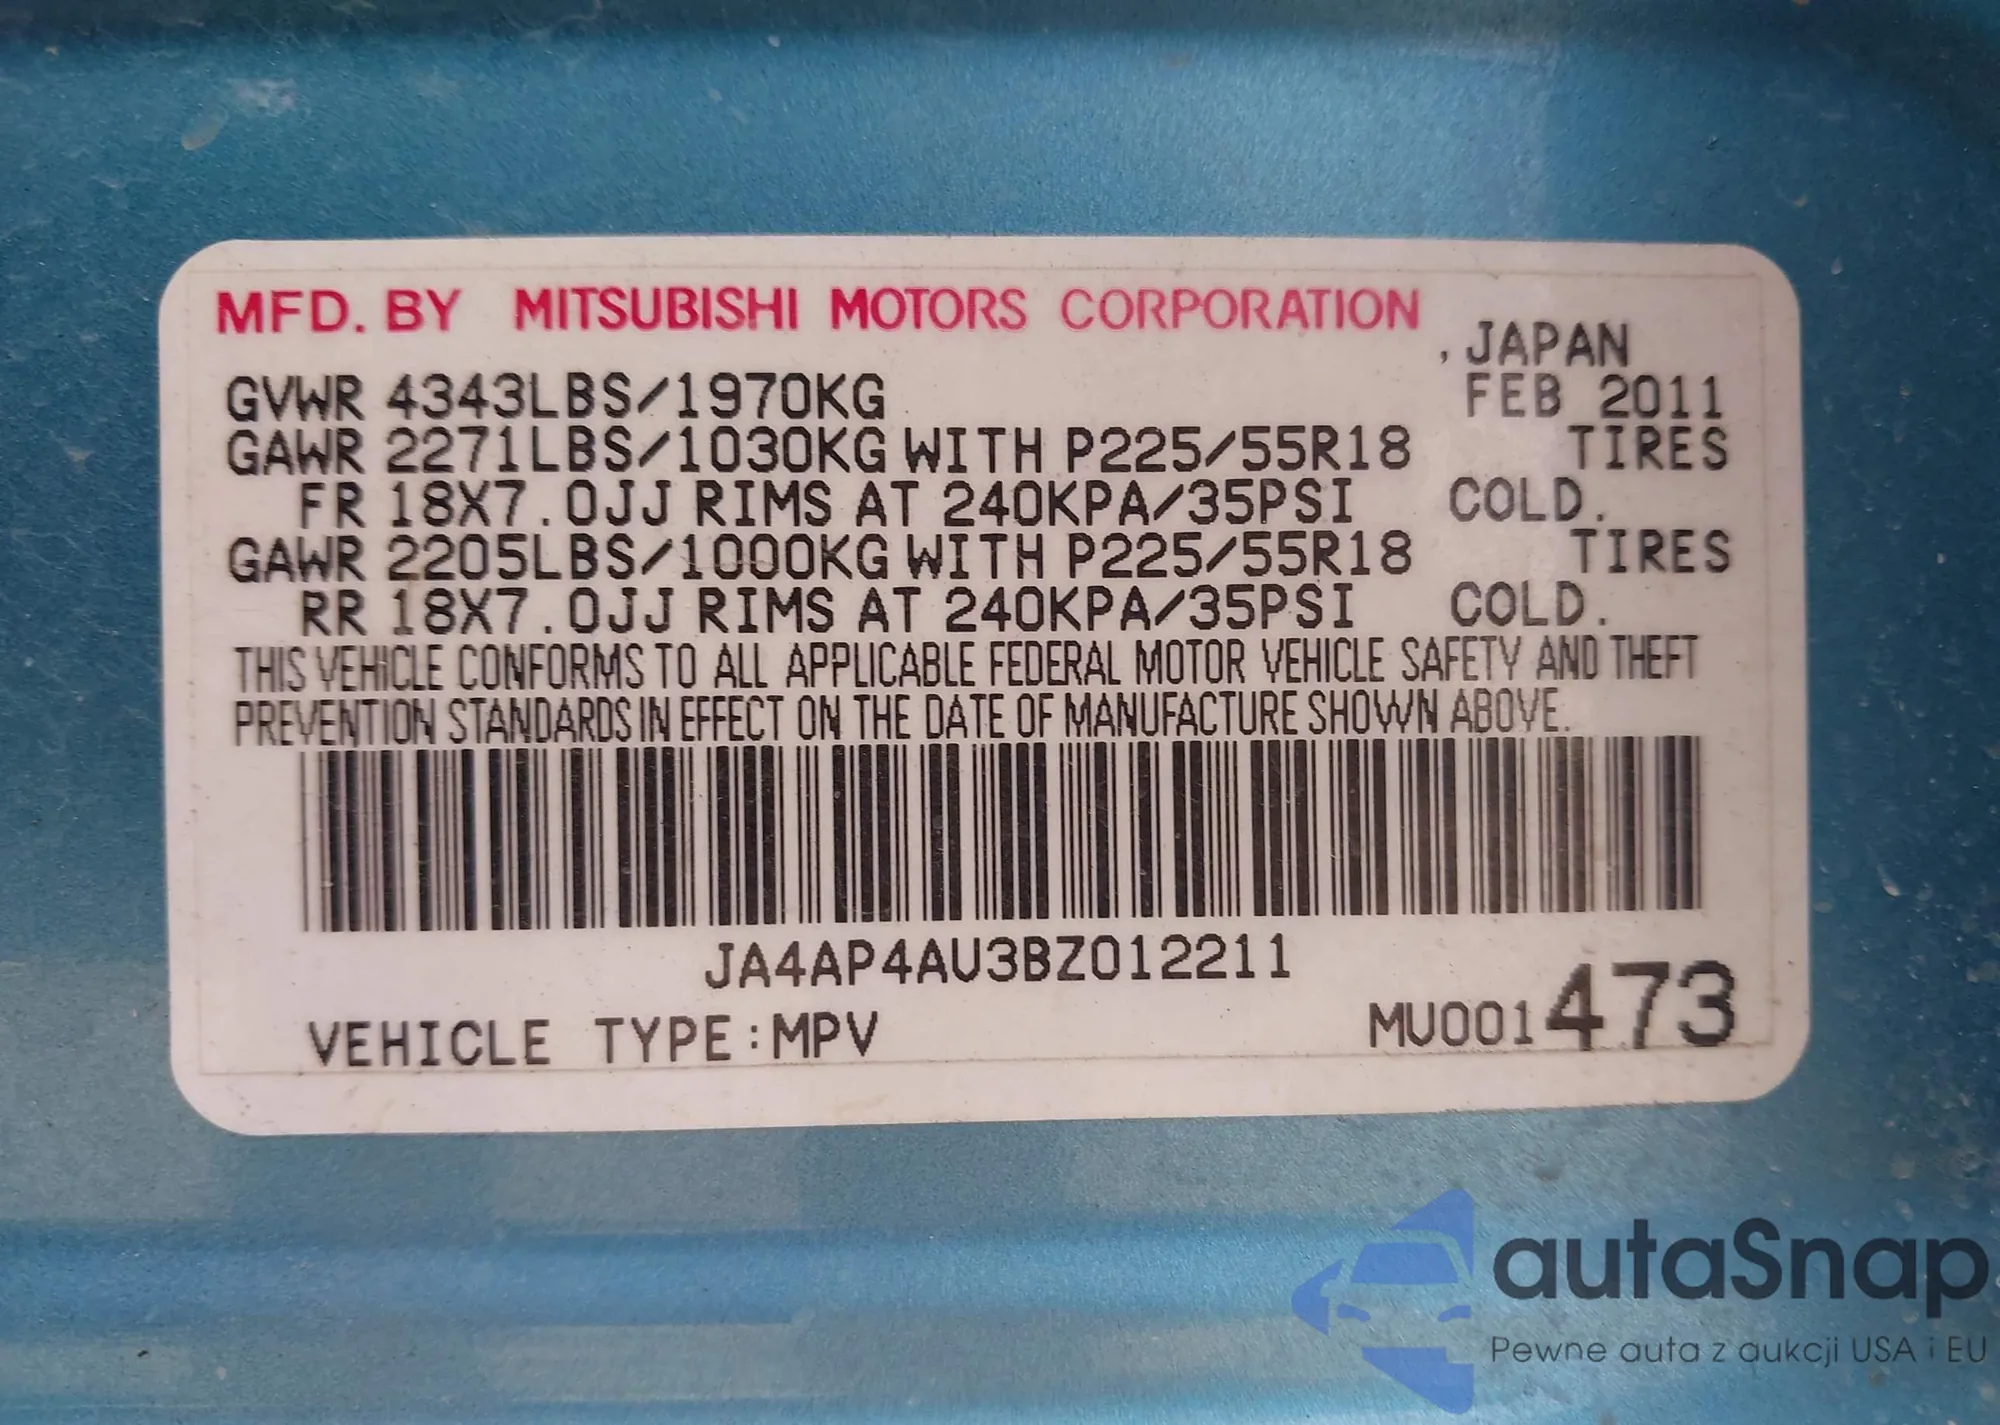 MFD. BY MITSUBISHI MOTORS CORPORATION
, JAPAN
GVWR 4343LBS/1970KG FEB 2011
GAWR 2271LBS/1030KG WITH P225/55R18 TIRES
FR 18X7.0JJ RIMS AT 240KPA/35PSI COLD.
GAWR 2205LBS/1000KG WITH P225/55R18 TIRES
RR 18X7.0JJ RIMS AT 240KPA/35PSI COLD.
THIS VEHICLE CONFORMS TO ALL APPLICABLE FEDERAL MOTOR VEHICLE SAFETY AND THEFT
PREVENTION STANDARDS IN EFFECT ON THE DATE OF MANUFACTURE SHOWN ABOVE.
JA4AP4AU3BZ012211
VEHICLE TYPE:MPV MU001473
autaSnap
Pewne auta z aukcji USA i EU